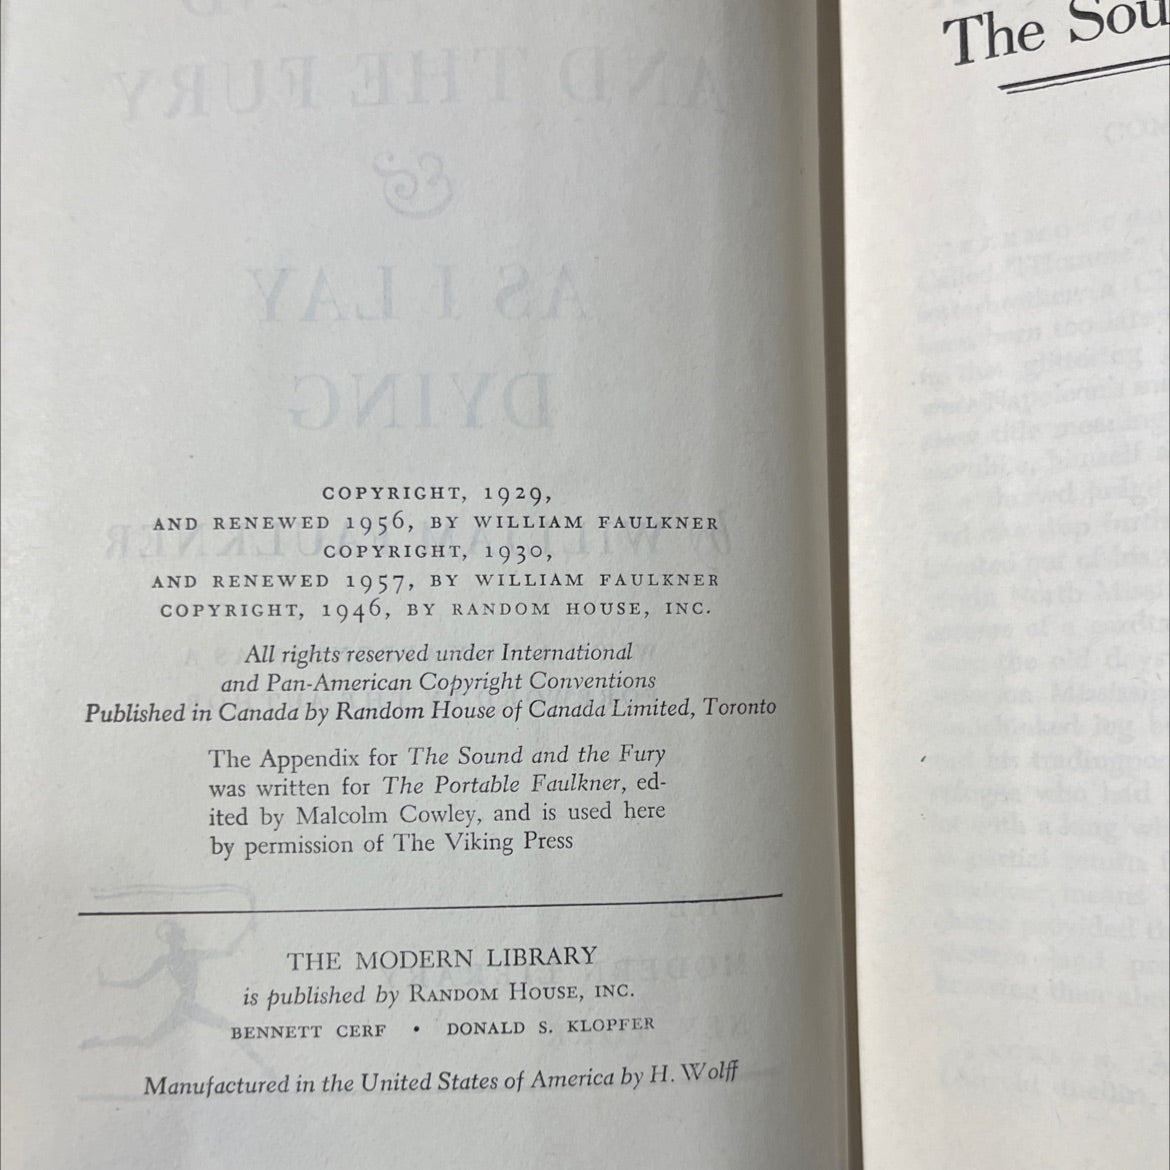 COPYRIGHT, 1929,
AND RENEWED 1956, BY WILLIAM FAULKNER
COPYRIGHT, 1930,
AND RENEWED 1957, BY WILLIAM FAULKNER
COPYRIGHT, 1946, BY RANDOM HOUSE, INC.
All rights reserved under International
and Pan-American Copyright Conventions
Published in Canada by Random House of Canada Limited, Toronto
The Appendix for The Sound and the Fury
was written for The Portable Faulkner, ed-
ited by Malcolm Cowley, and is used here
by permission of The Viking Press
THE MODERN LIBRARY
is published by RANDOM HOUSE, INC.
BENNETT CERF • DONALD S. KLOPFER
Manufactured in the United States of America by H. Wolff
The Sou